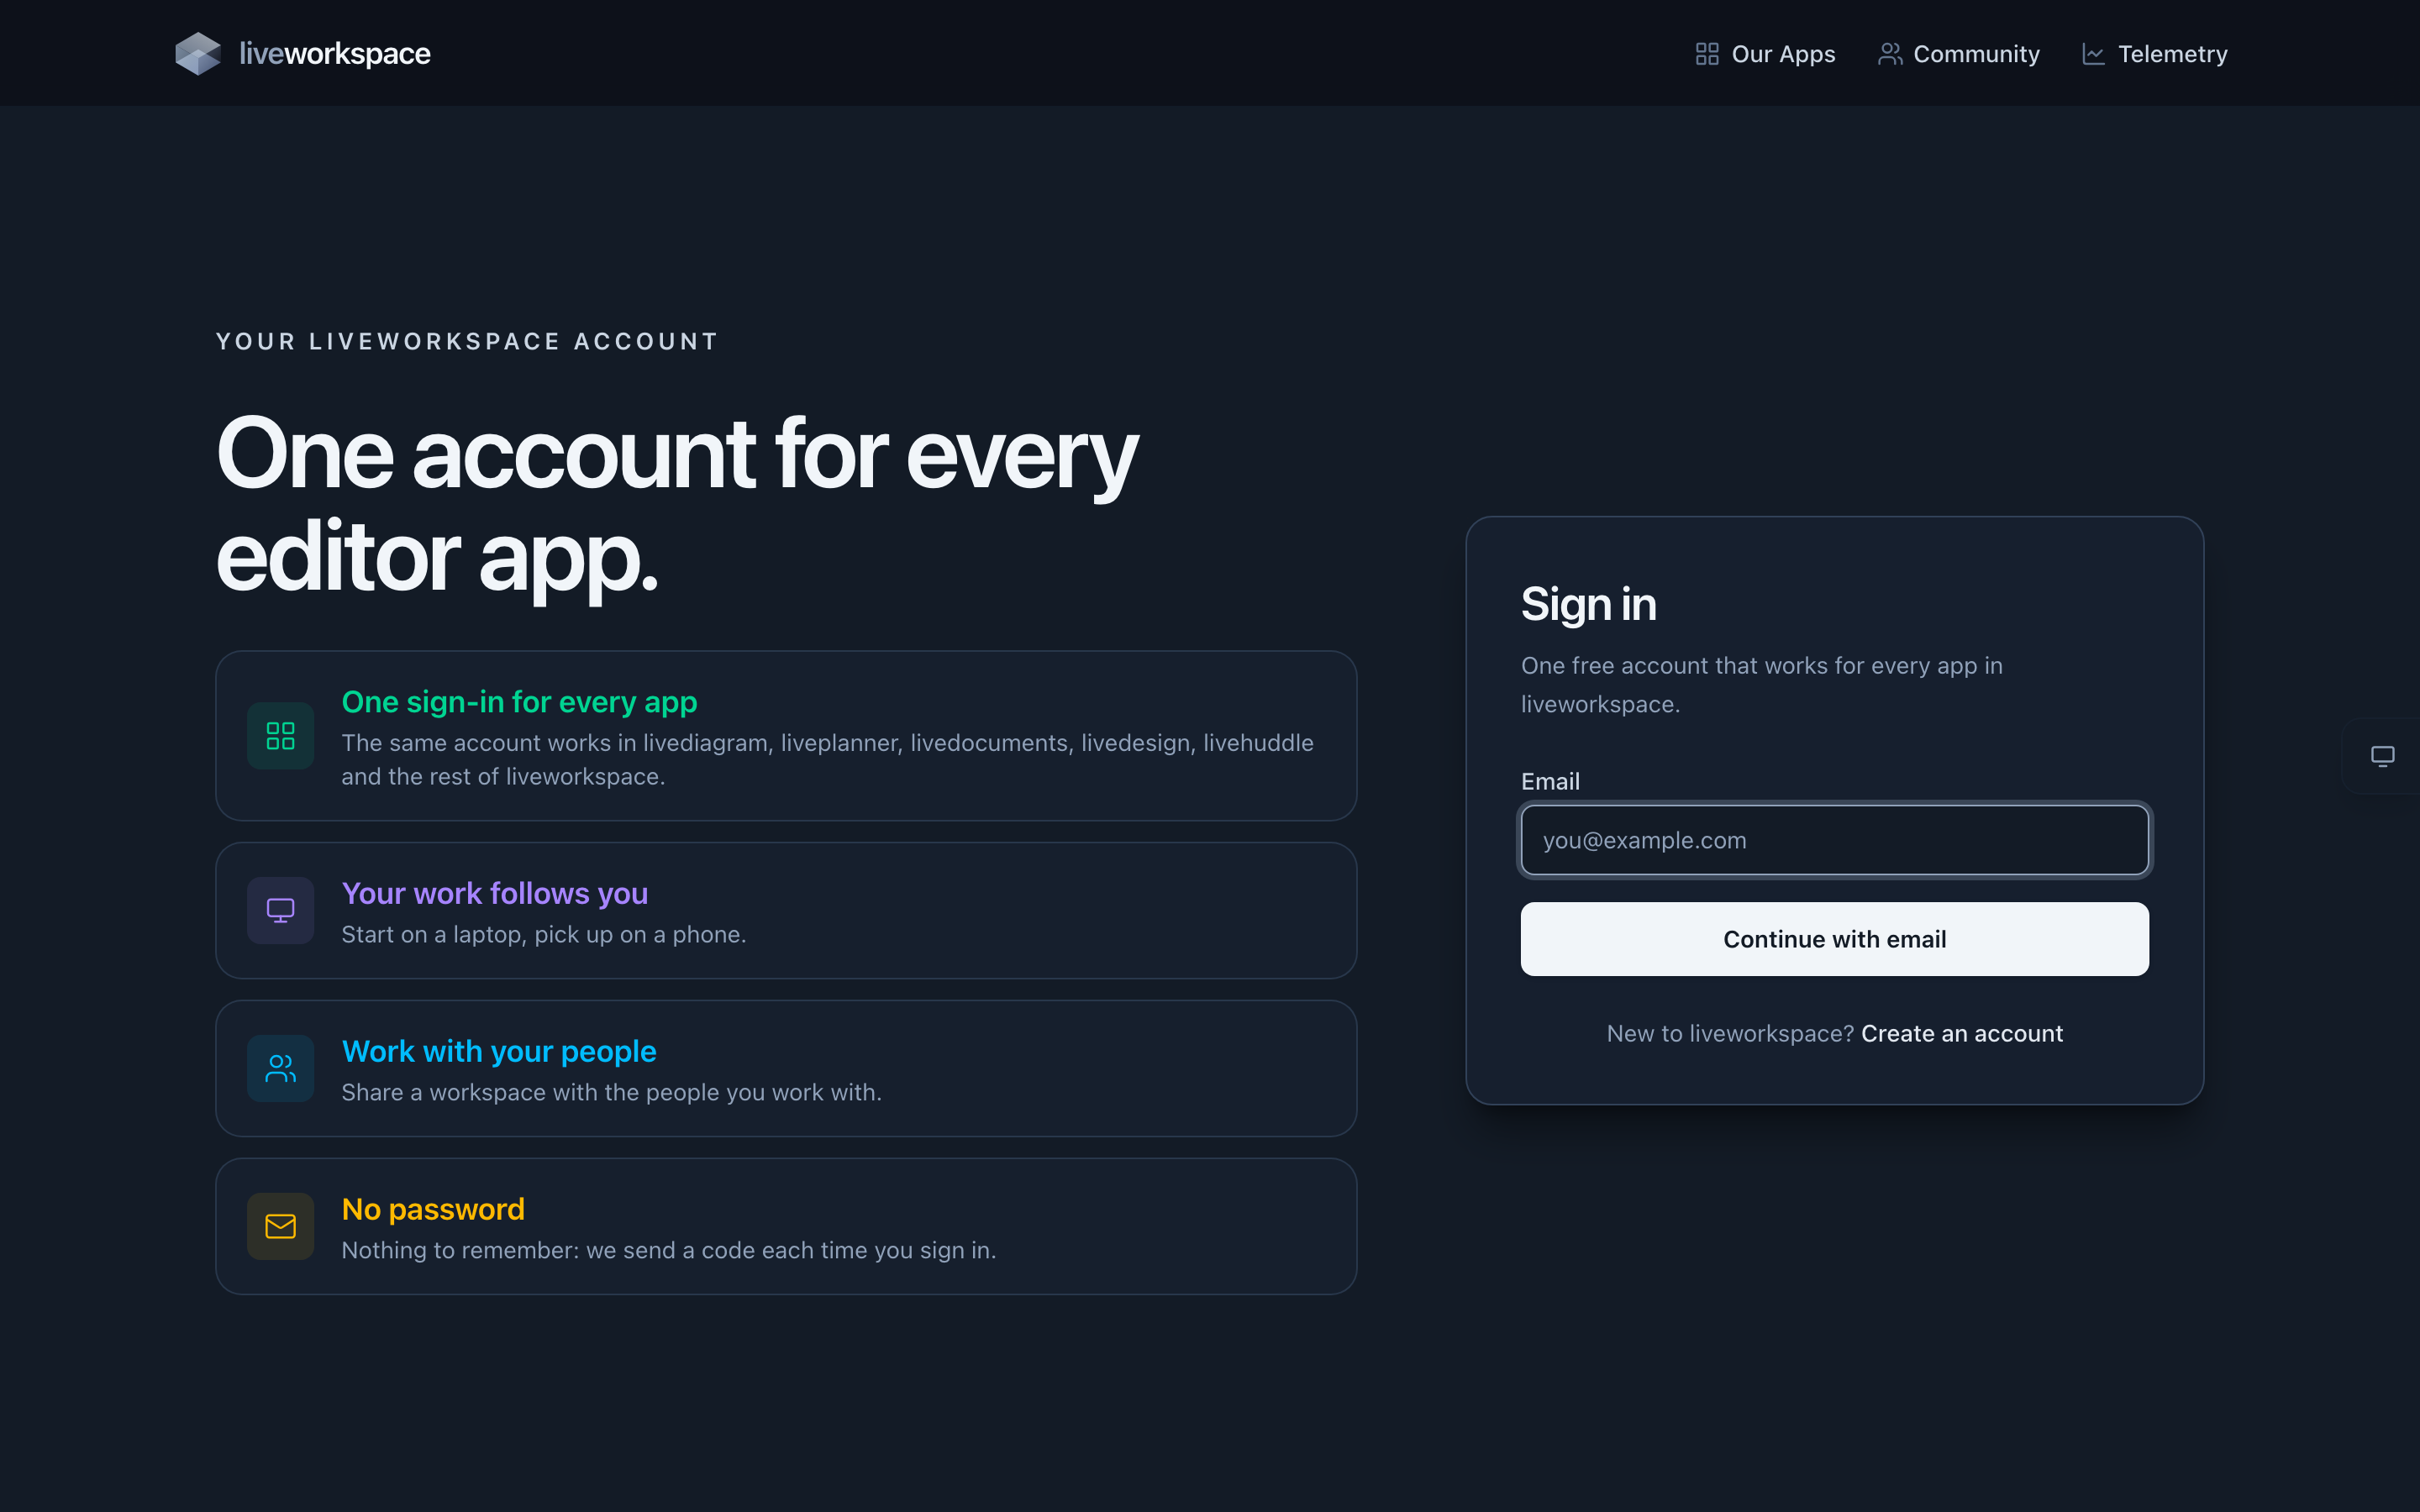 liveworkspace
Our Apps
Community
Telemetry
YOUR LIVEWORKSPACE ACCOUNT
One account for every
editor app.
One sign-in for every app
The same account works in livediagram, liveplanner, livedocuments, livedesign, livehuddle
and the rest of liveworkspace.
Your work follows you
Start on a laptop, pick up on a phone.
Work with your people
Share a workspace with the people you work with.
No password
Nothing to remember: we send a code each time you sign in.
Sign in
One free account that works for every app in
liveworkspace.
Email
you@example.com
Continue with email
New to liveworkspace? Create an account